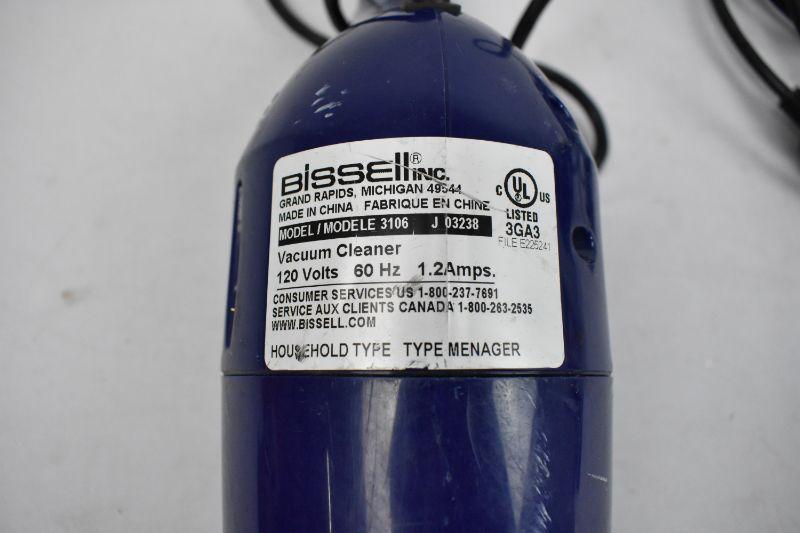 BISSELL® INC.
GRAND RAPIDS, MICHIGAN 49544
MADE IN CHINA FABRIQUE EN CHINE
MODEL / MODELE 3106 J 03238
Vacuum Cleaner
120 Volts 60 Hz 1.2Amps.
CONSUMER SERVICES US 1-800-237-7691
SERVICE AUX CLIENTS CANADA 1-800-263-2535
WWW.BISSELL.COM
HOUSEHOLD TYPE TYPE MENAGER
C UL® US
LISTED
3GA3
FILE E225241